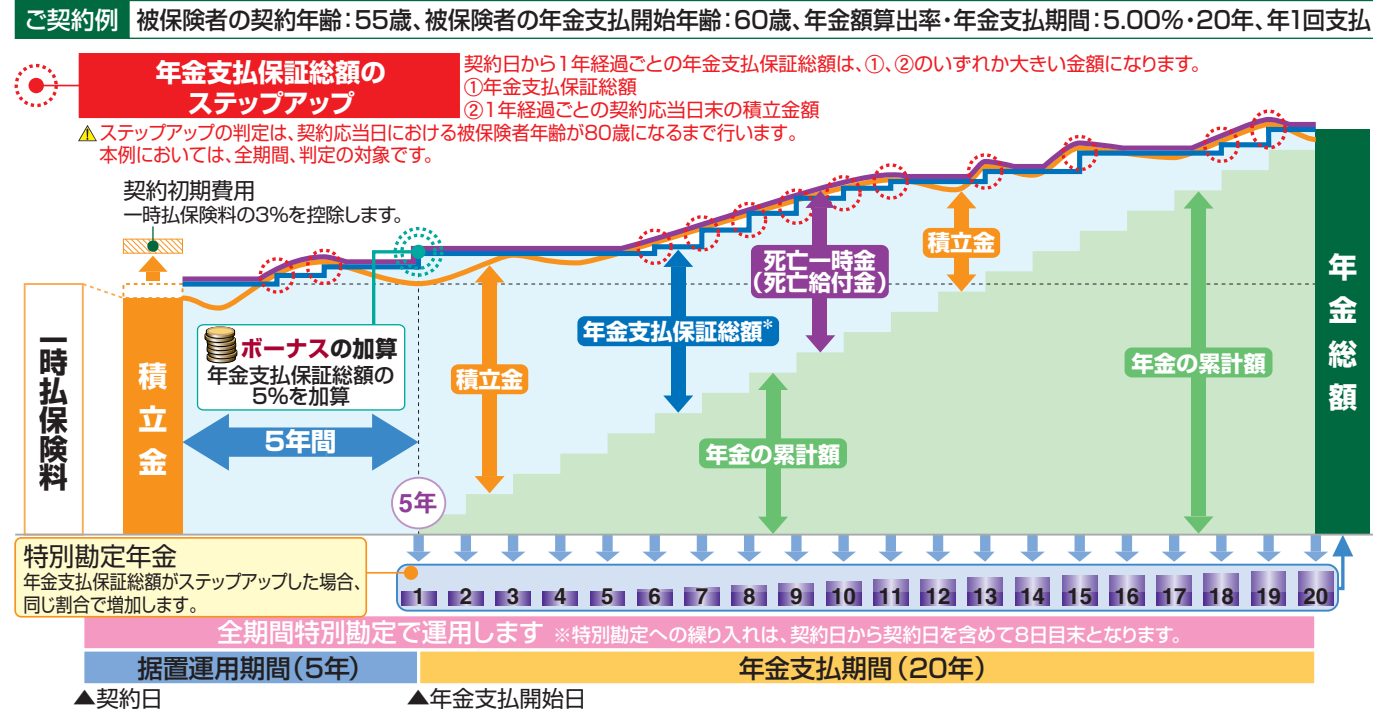 ご契約例 被保険者の契約年齢:55歳、被保険者の年金支払開始年齢:60歳、年金額算出率・年金支払期間:5.00%・20年、年1回支払
年金支払保証総額の
ステップアップ
契約日から1年経過ごとの年金支払保証総額は、①、②のいずれか大きい金額になります。
①年金支払保証総額
②1年経過ごとの契約応当日末の積立金額
ステップアップの判定は、契約応当日における被保険者年齢が80歳になるまで行います。
本例においては、全期間、判定の対象です。
契約初期費用
一時払保険料の3%を控除します。
一時払保険料
積立金
ボーナスの加算
年金支払保証総額の
5%を加算
5年間
5年
積立金
年金支払保証総額*
死亡一時金
(死亡給付金)
積立金
年金の累計額
年金の累計額
年金総額
特別勘定年金
年金支払保証総額がステップアップした場合、
同じ割合で増加します。
1 2 3 4 5 6 7 8 9 10 11 12 13 14 15 16 17 18 19 20
全期間特別勘定で運用します ※特別勘定への繰り入れは、契約日から契約日を含めて8日目末となります。
据置運用期間(5年)
年金支払期間(20年)
▲契約日
▲年金支払開始日